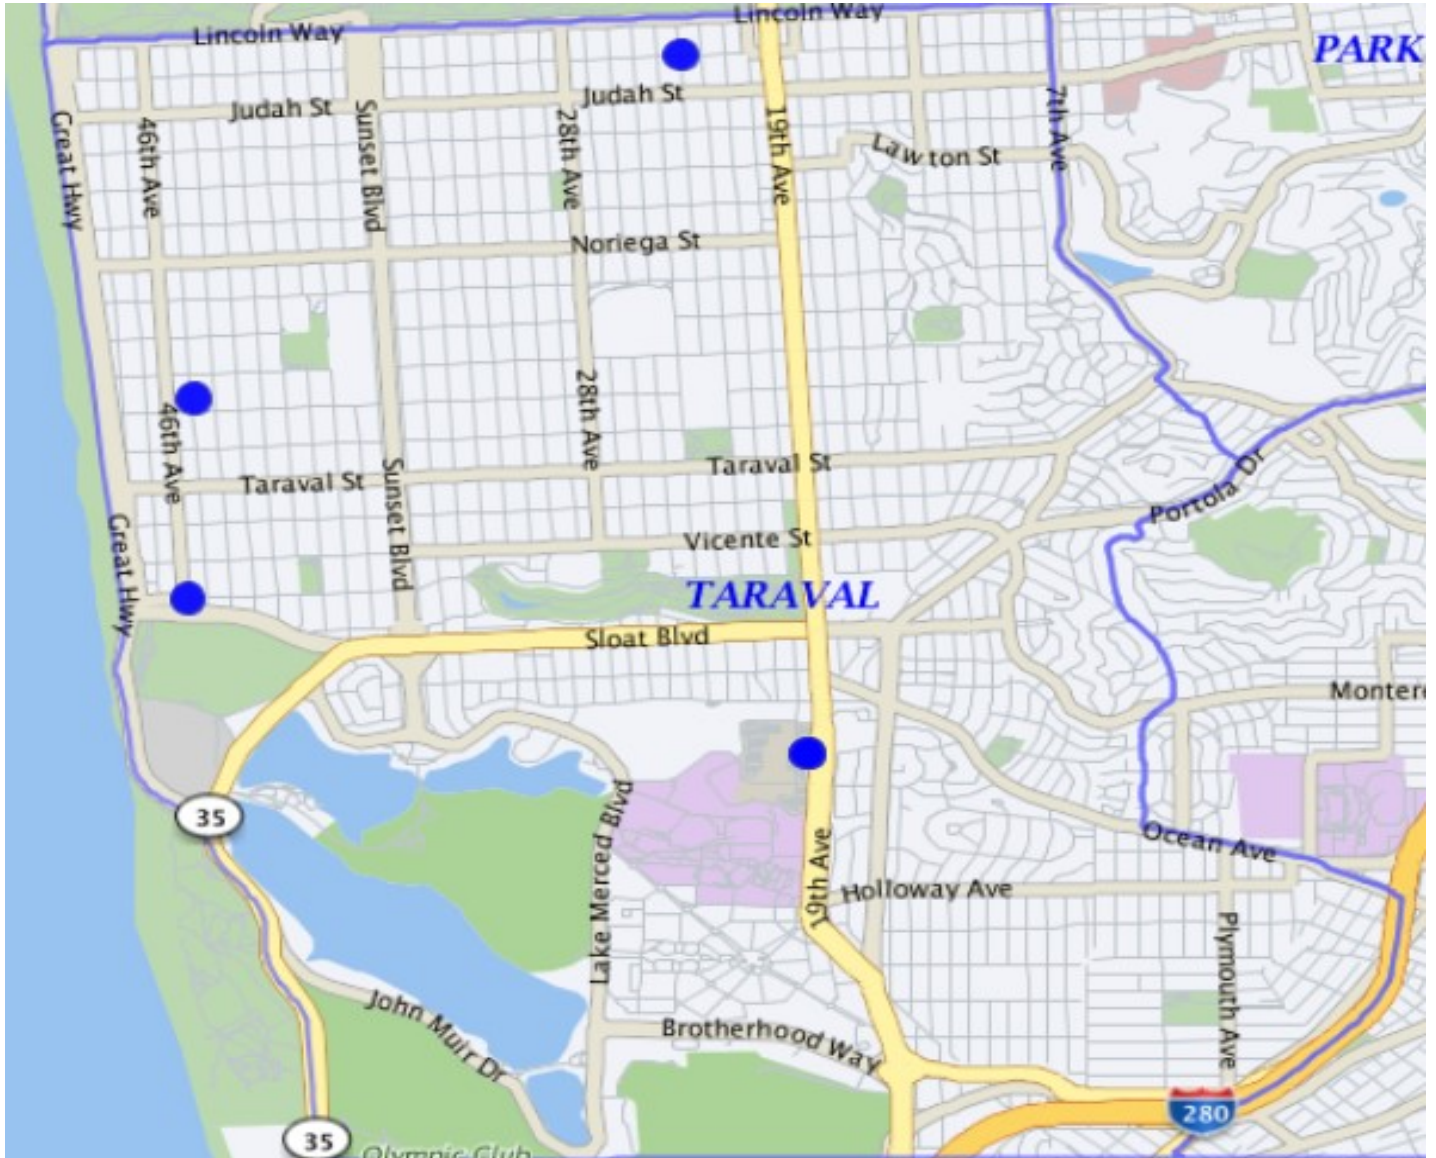 Lincoln Way
Lincoln Way
PARK
Judah St
Judah St
Great Hwy
46th Ave
Sunset Blvd
28th Ave
19th Ave
7th Ave
Lawton St
Noriega St
46th Ave
28th Ave
Taraval St
Taraval St
Sunset Blvd
Portola Dr
Great Hwy
Vicente St
TARAVAL
Sloat Blvd
Montere
35
Lake Merced Blvd
19th Ave
Ocean Ave
Holloway Ave
Plymouth Ave
John Muir Dr
Brotherhood Way
280
35
Olympic Club